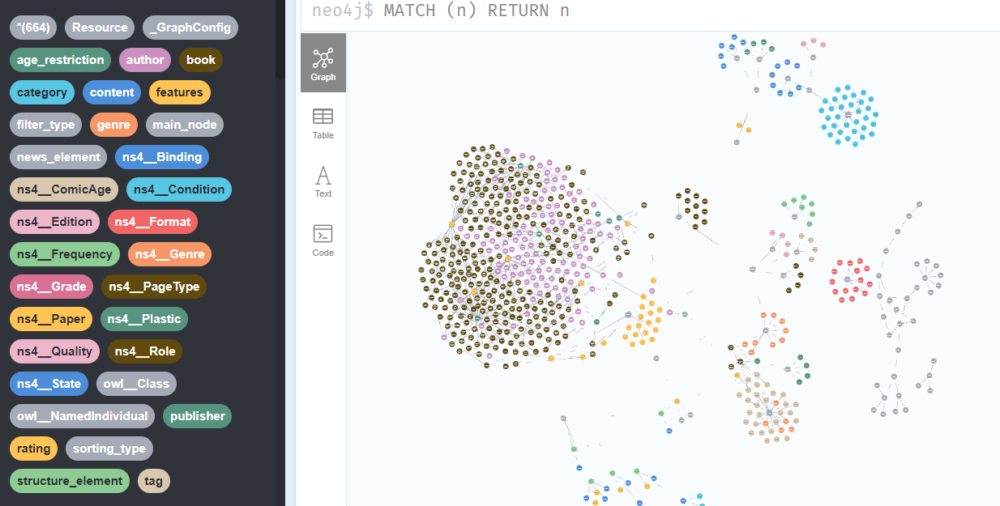 neo4j$ MATCH (n) RETURN n
*(664) Resource _GraphConfig
age_restriction author book
category content features
filter_type genre main_node
news_element ns4__Binding
ns4__ComicAge ns4__Condition
ns4__Edition ns4__Format
ns4__Frequency ns4__Genre
ns4__Grade ns4__PageType
ns4__Paper ns4__Plastic
ns4__Quality ns4__Role
ns4__State owl__Class
owl__NamedIndividual publisher
rating sorting_type
structure_element tag
Graph
Table
A
Text
Code